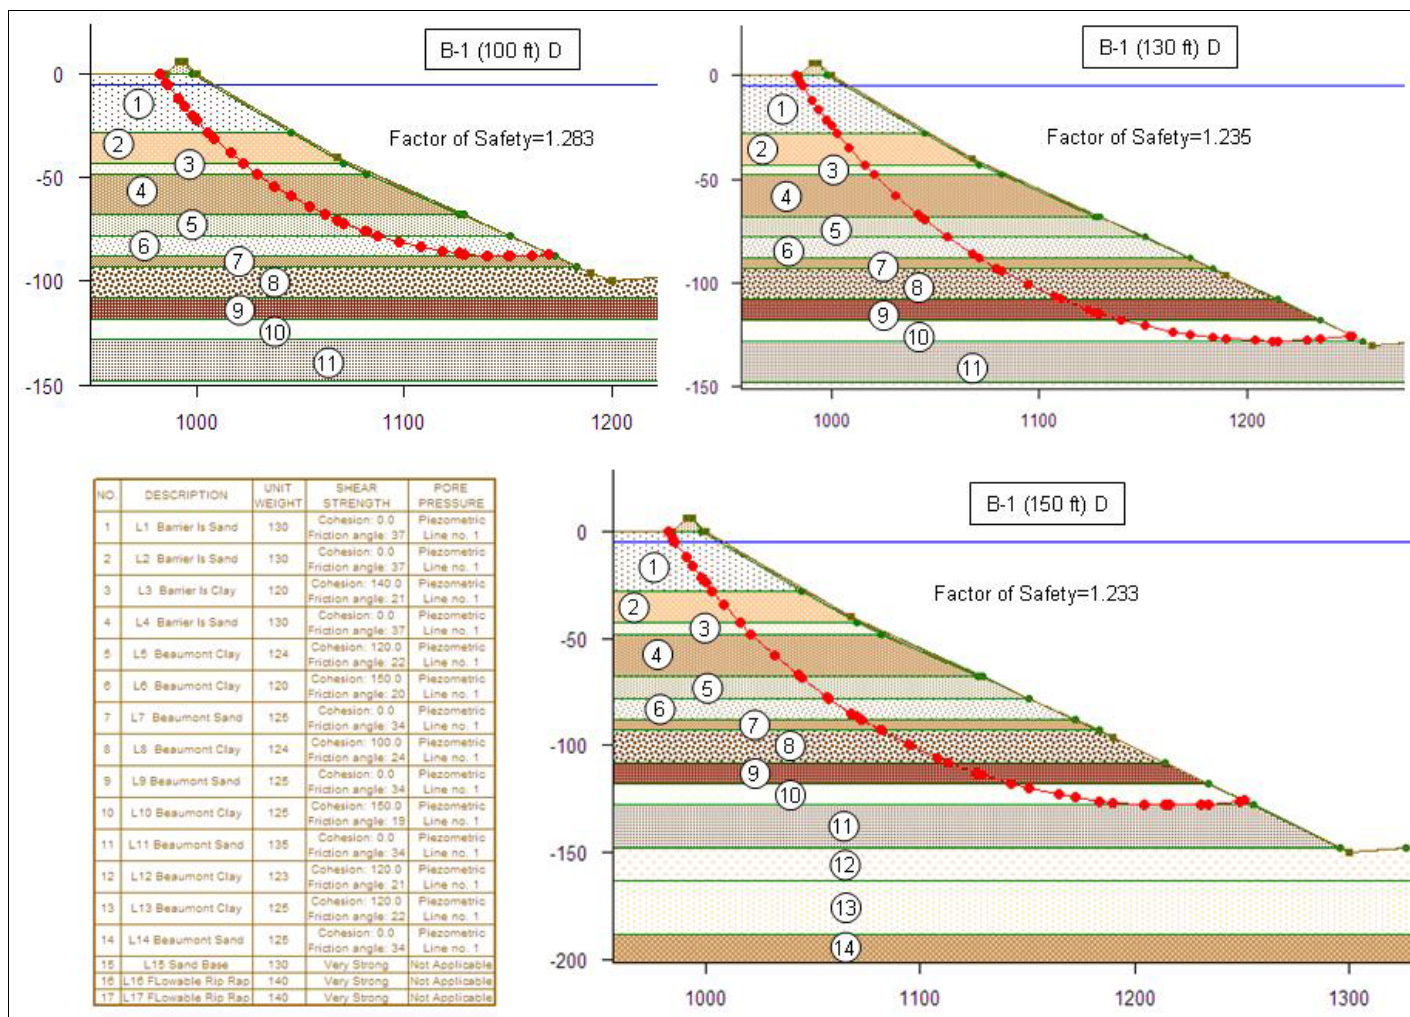 B-1 (100 ft) D
Factor of Safety=1.283
0
-50
-100
-150
1
2
3
4
5
6
7
8
9
10
11
1000
1100
1200
B-1 (130 ft) D
Factor of Safety=1.235
0
-50
-100
-150
1
2
3
4
5
6
7
8
9
10
11
1000
1100
1200
NO. DESCRIPTION UNIT WEIGHT SHEAR STRENGTH PORE PRESSURE
1 L1 Barrier Is Sand 130 Cohesion: 0.0 Friction angle: 37 Piezometric Line no. 1
2 L2 Barrier Is Sand 130 Cohesion: 0.0 Friction angle: 37 Piezometric Line no. 1
3 L3 Barrier Is Clay 120 Cohesion: 140.0 Friction angle: 21 Piezometric Line no. 1
4 L4 Barrier Is Sand 130 Cohesion: 0.0 Friction angle: 37 Piezometric Line no. 1
5 L5 Beaumont Clay 124 Cohesion: 120.0 Friction angle: 22 Piezometric Line no. 1
6 L6 Beaumont Clay 120 Cohesion: 150.0 Friction angle: 20 Piezometric Line no. 1
7 L7 Beaumont Sand 125 Cohesion: 0.0 Friction angle: 34 Piezometric Line no. 1
8 L8 Beaumont Clay 124 Cohesion: 100.0 Friction angle: 24 Piezometric Line no. 1
9 L9 Beaumont Sand 125 Cohesion: 0.0 Friction angle: 34 Piezometric Line no. 1
10 L10 Beaumont Clay 125 Cohesion: 150.0 Friction angle: 19 Piezometric Line no. 1
11 L11 Beaumont Sand 135 Cohesion: 0.0 Friction angle: 34 Piezometric Line no. 1
12 L12 Beaumont Clay 123 Cohesion: 120.0 Friction angle: 21 Piezometric Line no. 1
13 L13 Beaumont Clay 125 Cohesion: 120.0 Friction angle: 22 Piezometric Line no. 1
14 L14 Beaumont Sand 125 Cohesion: 0.0 Friction angle: 34 Piezometric Line no. 1
15 L15 Sand Base 130 Very Strong Not Applicable
16 L16 FLowable Rip Rap 140 Very Strong Not Applicable
17 L17 FLowable Rip Rap 140 Very Strong Not Applicable
B-1 (150 ft) D
Factor of Safety=1.233
0
-50
-100
-150
-200
1
2
3
4
5
6
7
8
9
10
11
12
13
14
1000
1100
1200
1300